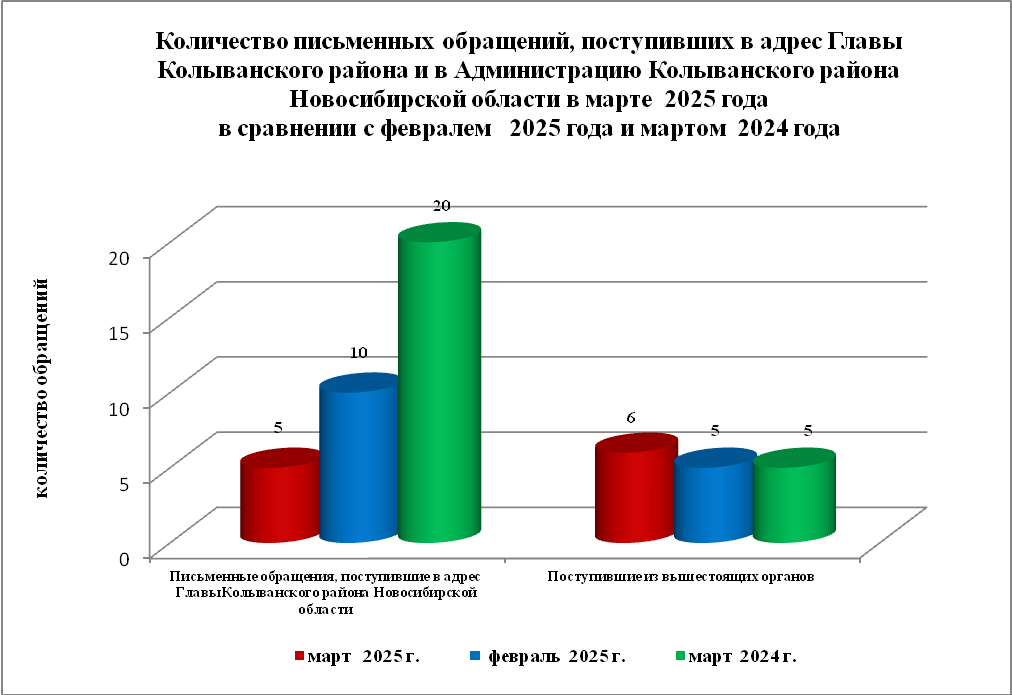 Количество письменных обращений, поступивших в адрес Главы
Колыванского района и в Администрацию Колыванского района
Новосибирской области в марте 2025 года
в сравнении с февралем 2025 года и мартом 2024 года
количество обращений
20
15
10
5
0
5
10
20
6
5
5
Письменные обращения, поступившие в адрес
ГлавыКолыванского района Новосибирской
области
Поступившие из вышестоящих органов
март 2025 г.
февраль 2025 г.
март 2024 г.